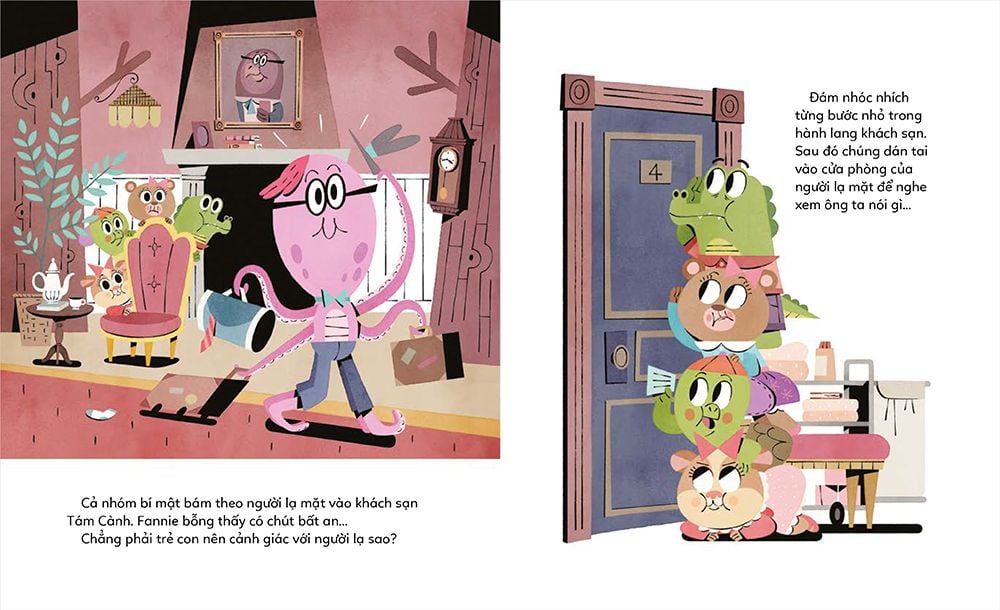 Cả nhóm bí mật bám theo người lạ mặt vào khách sạn
Tám Cành. Fannie bỗng thấy có chút bất an...
Chẳng phải trẻ con nên cảnh giác với người lạ sao?
4
Đám nhóc nhích
từng bước nhỏ trong
hành lang khách sạn.
Sau đó chúng dán tai
vào cửa phòng của
người lạ mặt để nghe
xem ông ta nói gì...